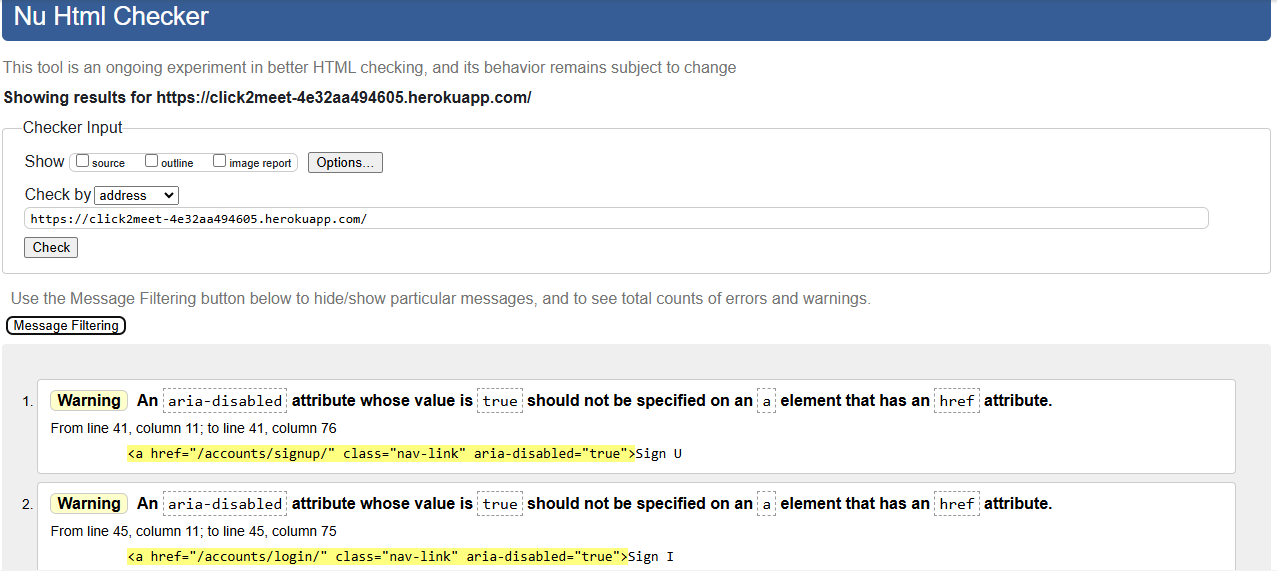 Nu Html Checker
This tool is an ongoing experiment in better HTML checking, and its behavior remains subject to change
Showing results for https://click2meet-4e32aa494605.herokuapp.com/
Checker Input
Show source outline image report Options...
Check by address
https://click2meet-4e32aa494605.herokuapp.com/
Check
Use the Message Filtering button below to hide/show particular messages, and to see total counts of errors and warnings.
Message Filtering
1. Warning An aria-disabled attribute whose value is true should not be specified on an a element that has an href attribute.
From line 41, column 11; to line 41, column 76
<a href="/accounts/signup/" class="nav-link" aria-disabled="true">Sign U
2. Warning An aria-disabled attribute whose value is true should not be specified on an a element that has an href attribute.
From line 45, column 11; to line 45, column 75
<a href="/accounts/login/" class="nav-link" aria-disabled="true">Sign I